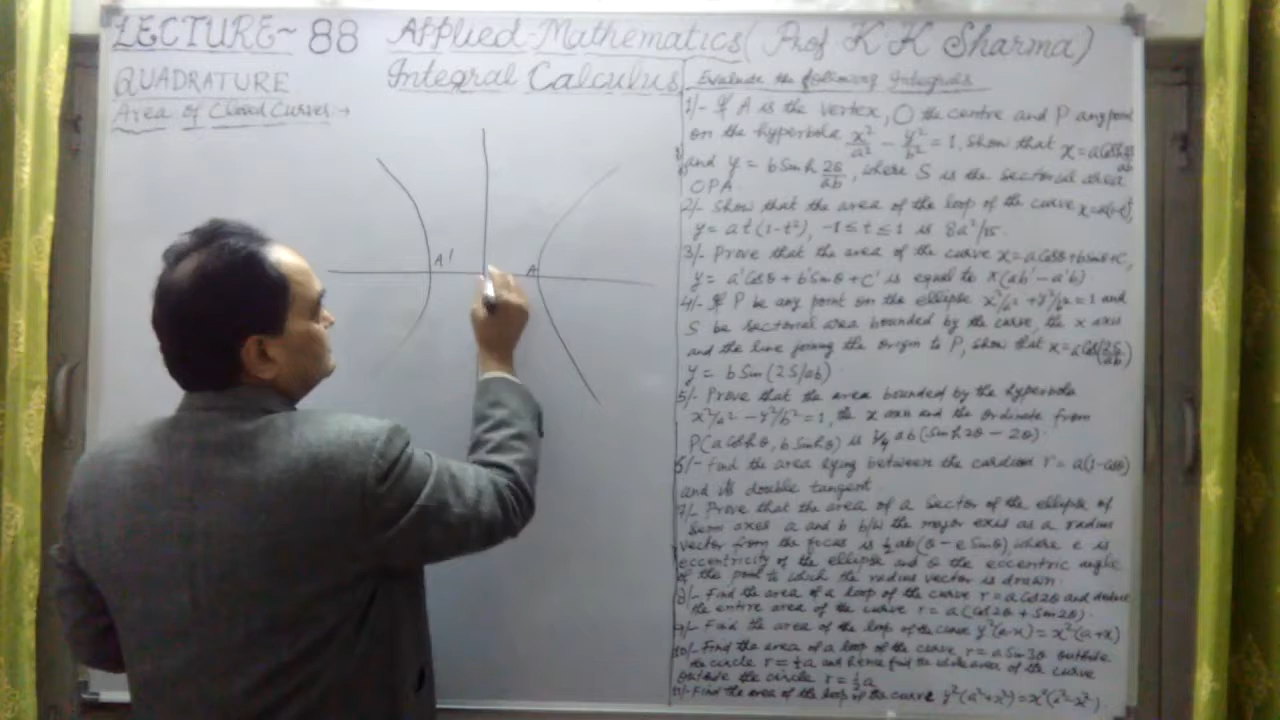 LECTURE~ 88 Applied-Mathematics (Prof K K Sharma)
QUADRATURE
Area of Closed Curves:→
Integral Calculus
A'
A
Evaluate the following Integrals
1/- If A is the vertex, O the centre and P any point
on the hyperbola x²/a² - y²/b² = 1. Show that x = a Cosh 2S/ab
and y = b Sinh 2S/ab, where S is the sectorial area
OPA
2/- Show that the area of the loop of the curve x=a(1-t²),
y = at(1-t²), -1 ≤ t ≤ 1 is 8a²/15.
3/- Prove that the area of the curve x=a Cosθ+bsinθ+c,
y = a'Cosθ + b'Sinθ + C' is equal to π(ab' - a'b)
4/- If P be any point on the ellipse x²/a² + y²/b² = 1 and
S be sectorial area bounded by the curve, the x axis
and the line joining the origin to P, show that x = a Cos(2S/ab)
y = b Sin (2S/ab)
5/- Prove that the area bounded by the hyperbola
x²/a² - y²/b² = 1, the x axis and the ordinate from
P(a Coshθ, b Sinhθ) is ab (Sinh 2θ - 2θ).
6/- Find the area lying between the cardioid r = a(1-cosθ)
and its double tangent
7/- Prove that the area of a sector of the ellipse of
Semi axes a and b b/w the major exis as a radius
vector from the focus is ½ab(θ - e Sinθ), where e is
eccentricity of the ellipse and θ the eccentric angle
of the point to which the radius vector is drawn.
8/- Find the area of a loop of the curve r = a Cos2θ and deduce
the entire area of the curve r = a (Cos 2θ + Sin 2θ).
9/- Find the area of the loop of the curve y²(a-x) = x²(a+x)
10/- Find the area of a loop of the curve r = a Sin 3θ outside
the circle r = ½a and hence find the whole area of the curve
outside the circle r = ½a
11/- Find the area of the loop of the curve y²(a²+x²) = x²(a²-x²).